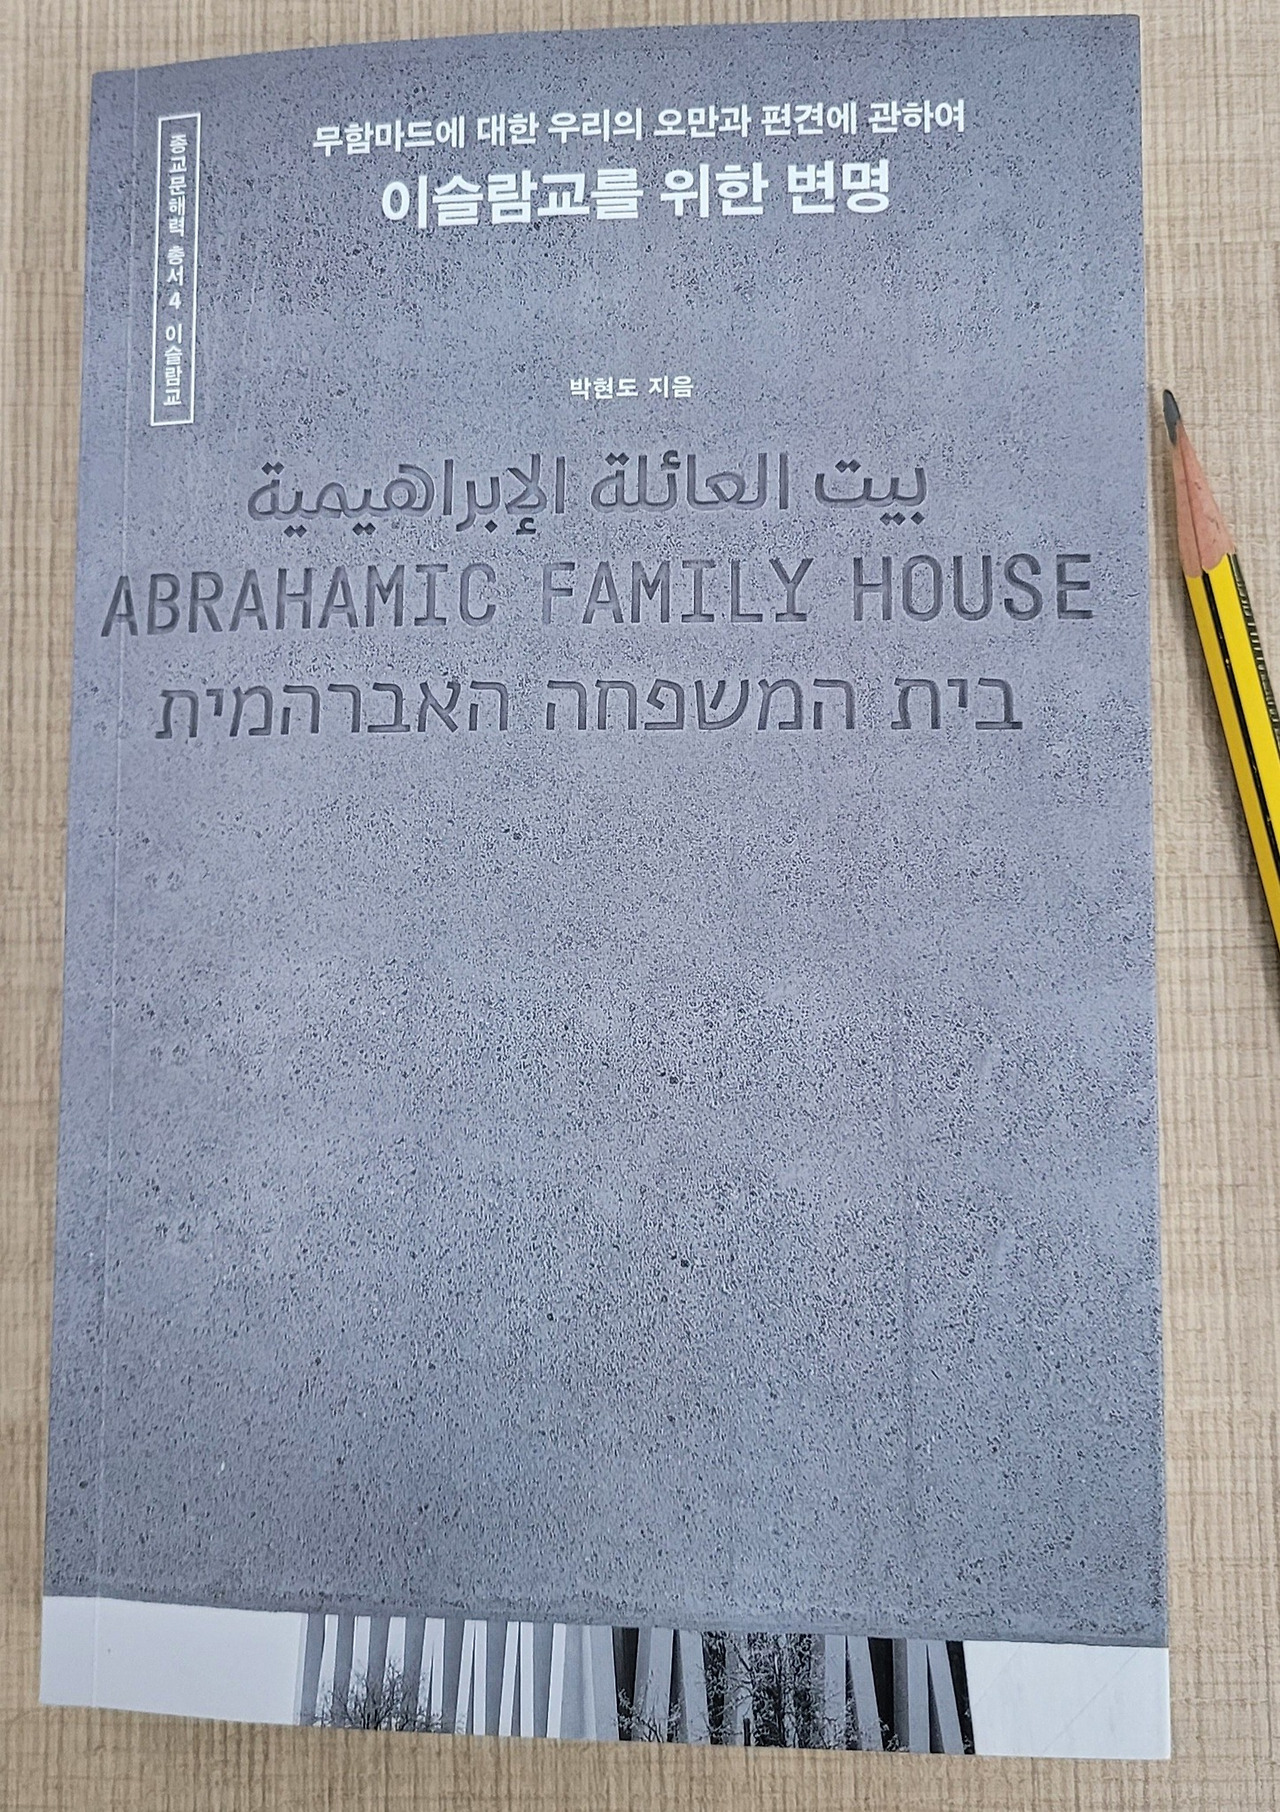 무함마드에 대한 우리의 오만과 편견에 관하여
이슬람교를 위한 변명
종교문해력 총서 4 이슬람교
박현도 지음
بيت العائلة الإبراهيمية
ABRAHAMIC FAMILY HOUSE
בית המשפחה האברהמית